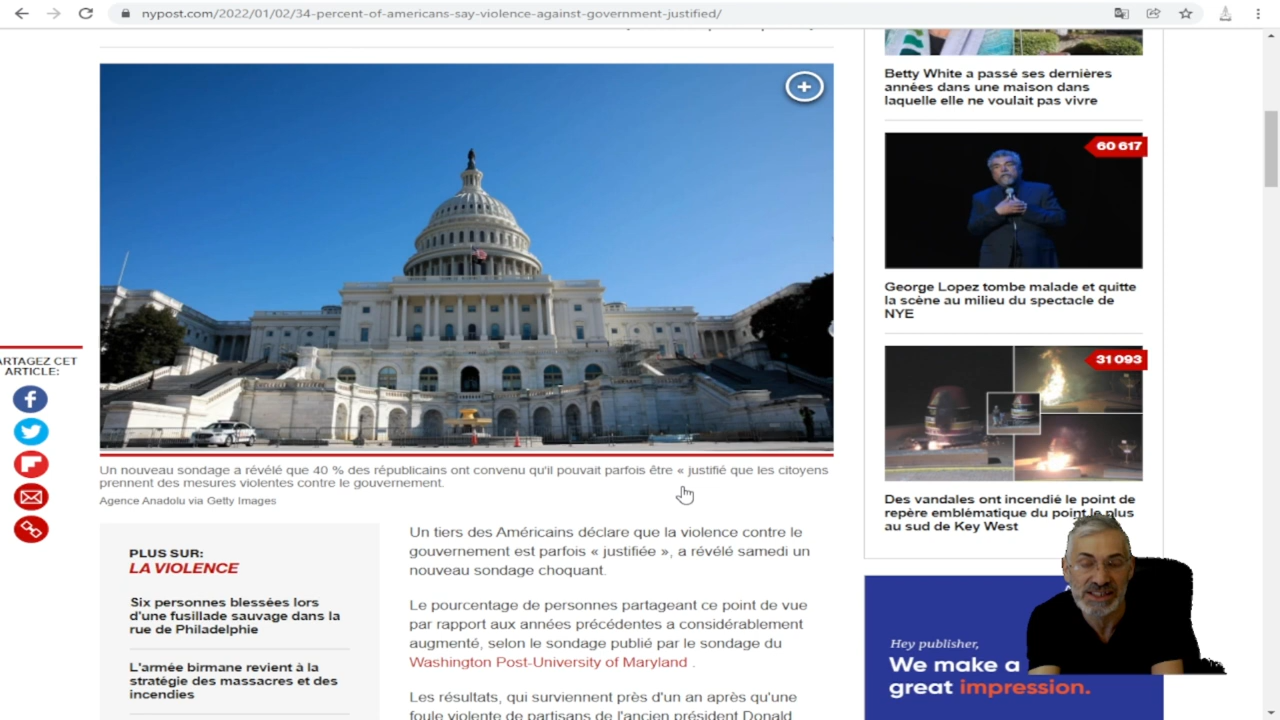 nypost.com/2022/01/02/34-percent-of-americans-say-violence-against-government-justified/
ARTAGEZ CET
ARTICLE:
Un nouveau sondage a révélé que 40 % des républicains ont convenu qu'il pouvait parfois être « justifié que les citoyens
prennent des mesures violentes contre le gouvernement.
Agence Anadolu via Getty Images
PLUS SUR:
LA VIOLENCE
Six personnes blessées lors
d'une fusillade sauvage dans la
rue de Philadelphie
L'armée birmane revient à la
stratégie des massacres et des
incendies
Un tiers des Américains déclare que la violence contre le
gouvernement est parfois « justifiée », a révélé samedi un
nouveau sondage choquant.
Le pourcentage de personnes partageant ce point de vue
par rapport aux années précédentes a considérablement
augmenté, selon le sondage publié par le sondage du
Washington Post-University of Maryland .
Les résultats, qui surviennent près d'un an après qu'une
foule violente de partisans de l'ancien président Donald
Betty White a passé ses dernières
années dans une maison dans
laquelle elle ne voulait pas vivre
60 617
George Lopez tombe malade et quitte
la scène au milieu du spectacle de
NYE
31 093
Des vandales ont incendié le point de
repère emblématique du point le plus
au sud de Key West
Hey publisher,
We make a
great impression.